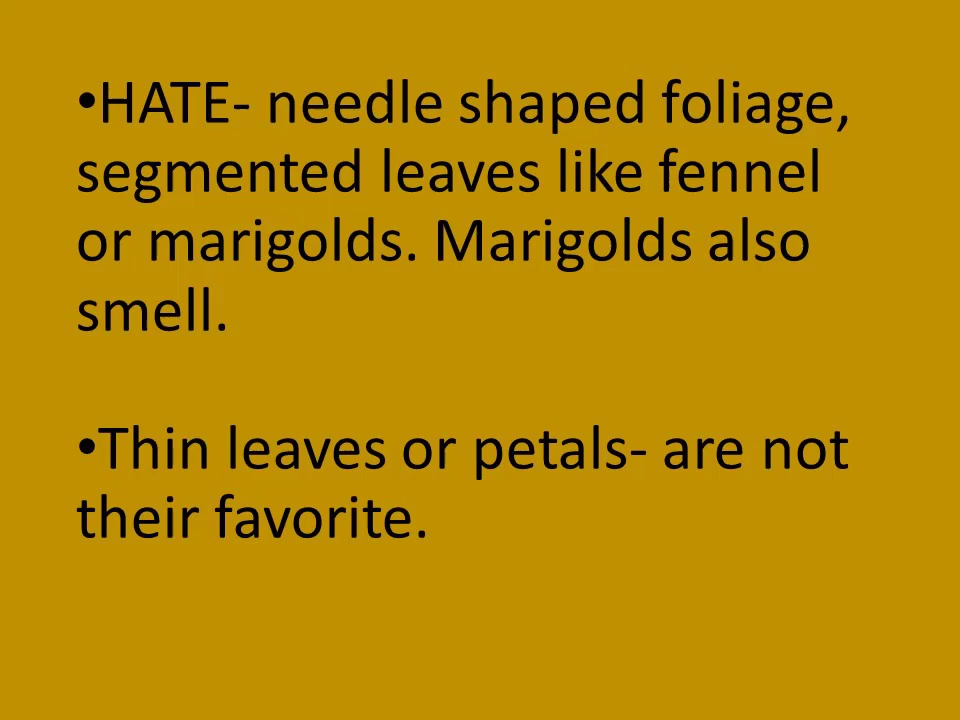 •HATE- needle shaped foliage,
segmented leaves like fennel
or marigolds. Marigolds also
smell.
•Thin leaves or petals- are not
their favorite.